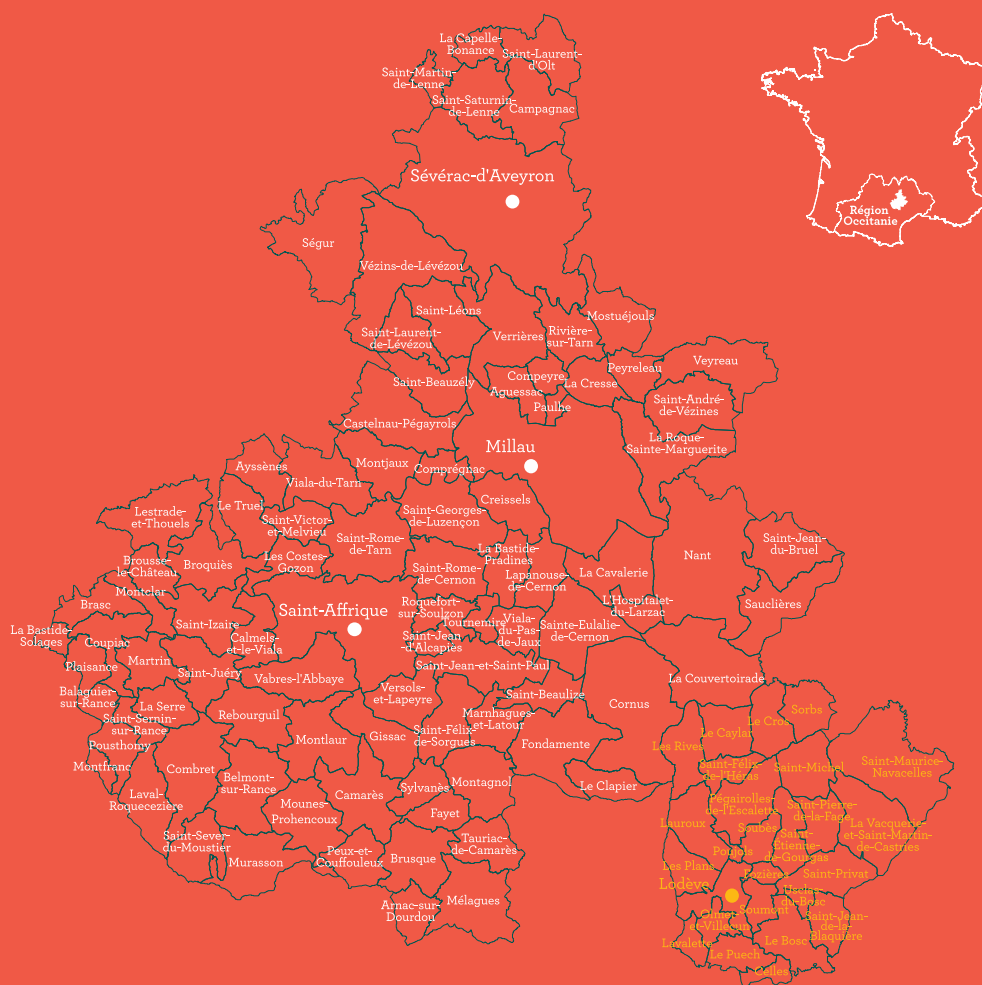 La Capelle-
Bonance
Saint-Laurent-
d'Olt
Saint-Martin-
de-Lenne
Saint-Saturnin-
de-Lenne
Campagnac
Sévérac-d'Aveyron
Région
Occitanie
Ségur
Vézins-de-Lévézou
Saint-Léons
Mostuéjouls
Saint-Laurent-
de-Lévézou
Verrières
Rivière-
sur-Tarn
Veyreau
Peyreleau
Saint-Beauzély
Compeyre
La Cresse
Aguessac
Paulhe
Saint-André-
de-Vézines
Castelnau-Pégayrols
Millau
La Roque-
Sainte-Marguerite
Ayssènes
Montjaux
Comprégnac
Viala-du-Tarn
Creissels
Le Truel
Lestrade-
et-Thouels
Saint-Georges-
de-Luzençon
Saint-Victor-
et-Melvieu
Saint-Rome-
de-Tarn
Saint-Jean-
du-Bruel
La Bastide-
Pradines
Nant
Brousse-
le-Château
Broquiès
Les Costes-
Gozon
Saint-Rome-
de-Cernon
Lapanouse-
de-Cernon
La Cavalerie
Montclar
Brasc
Saint-Affrique
Roquefort-
sur-Soulzon
L'Hospitalet-
du-Larzac
Sauclières
La Bastide-
Solages
Saint-Izaire
Tournemire
Viala-
du-Pas-
de-Jaux
Sainte-Eulalie-
de-Cernon
Coupiac
Calmels-
et-le-Viala
Saint-Jean
-d'Alcapiès
Plaisance
Martrin
Saint-Juéry
Vabres-l'Abbaye
Saint-Jean-et-Saint-Paul
La Couvertoirade
Balaguier-
sur-Rance
La Serre
Versols-
et-Lapeyre
Saint-Beaulize
Cornus
Saint-Sernin-
sur-Rance
Rebourguil
Marnhagues-
et-Latour
Sorbs
Le Cros
Pousthomy
Montlaur
Gissac
Saint-Félix-
de-Sorgues
Fondamente
Le Caylar
Les Rives
Montfranc
Combret
Belmont-
sur-Rance
Saint-Félix-
de-l'Héras
Saint-Michel
Saint-Maurice-
Navacelles
Laval-
Roquecezière
Camarès
Sylvanès
Montagnol
Le Clapier
Mounes-
Prohencoux
Fayet
Pégairolles-
de-l'Escalette
Saint-Pierre-
de-la-Fage
Lauroux
Soubès
La Vacquerie-
et-Saint-Martin-
de-Castries
Saint-Sever-
du-Moustier
Murasson
Peux-et-
Couffouleux
Brusque
Tauriac-
de-Camarès
Saint-
Étienne-
de-Gourgas
Poujols
Les Plans
Fozières
Saint-Privat
Lodève
Usclas-
du-Bosc
Arnac-sur-
Dourdou
Mélagues
Olmet-
et-Villecun
Soumont
Saint-Jean-
de-la-
Blaquière
Lavalette
Le Bosc
Le Puech
Celles